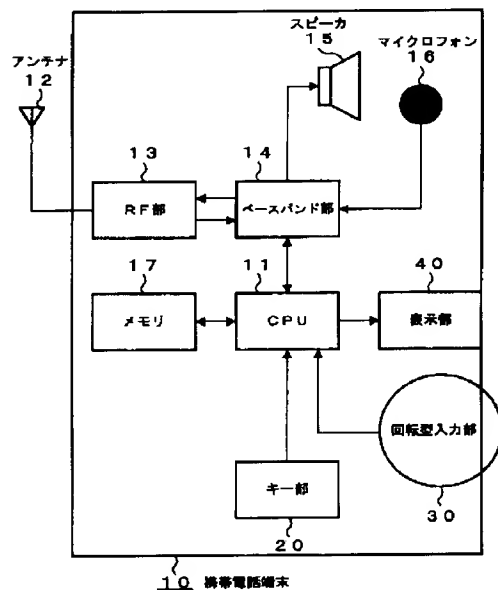 スピーカ
15
マイクロフォン
16
アンテナ
12
13
RF部
14
ベースバンド部
17
メモリ
11
CPU
40
表示部
回転型入力部
30
キー部
20
10 携帯電話端末